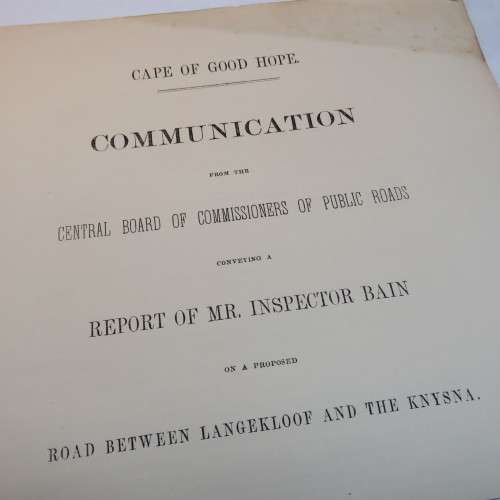 CAPE OF GOOD HOPE.
COMMUNICATION
FROM THE
CENTRAL BOARD OF COMMISSIONERS OF PUBLIC ROADS
CONVEYING A
REPORT OF MR. INSPECTOR BAIN
ON A PROPOSED
ROAD BETWEEN LANGEKLOOF AND THE KNYSNA.